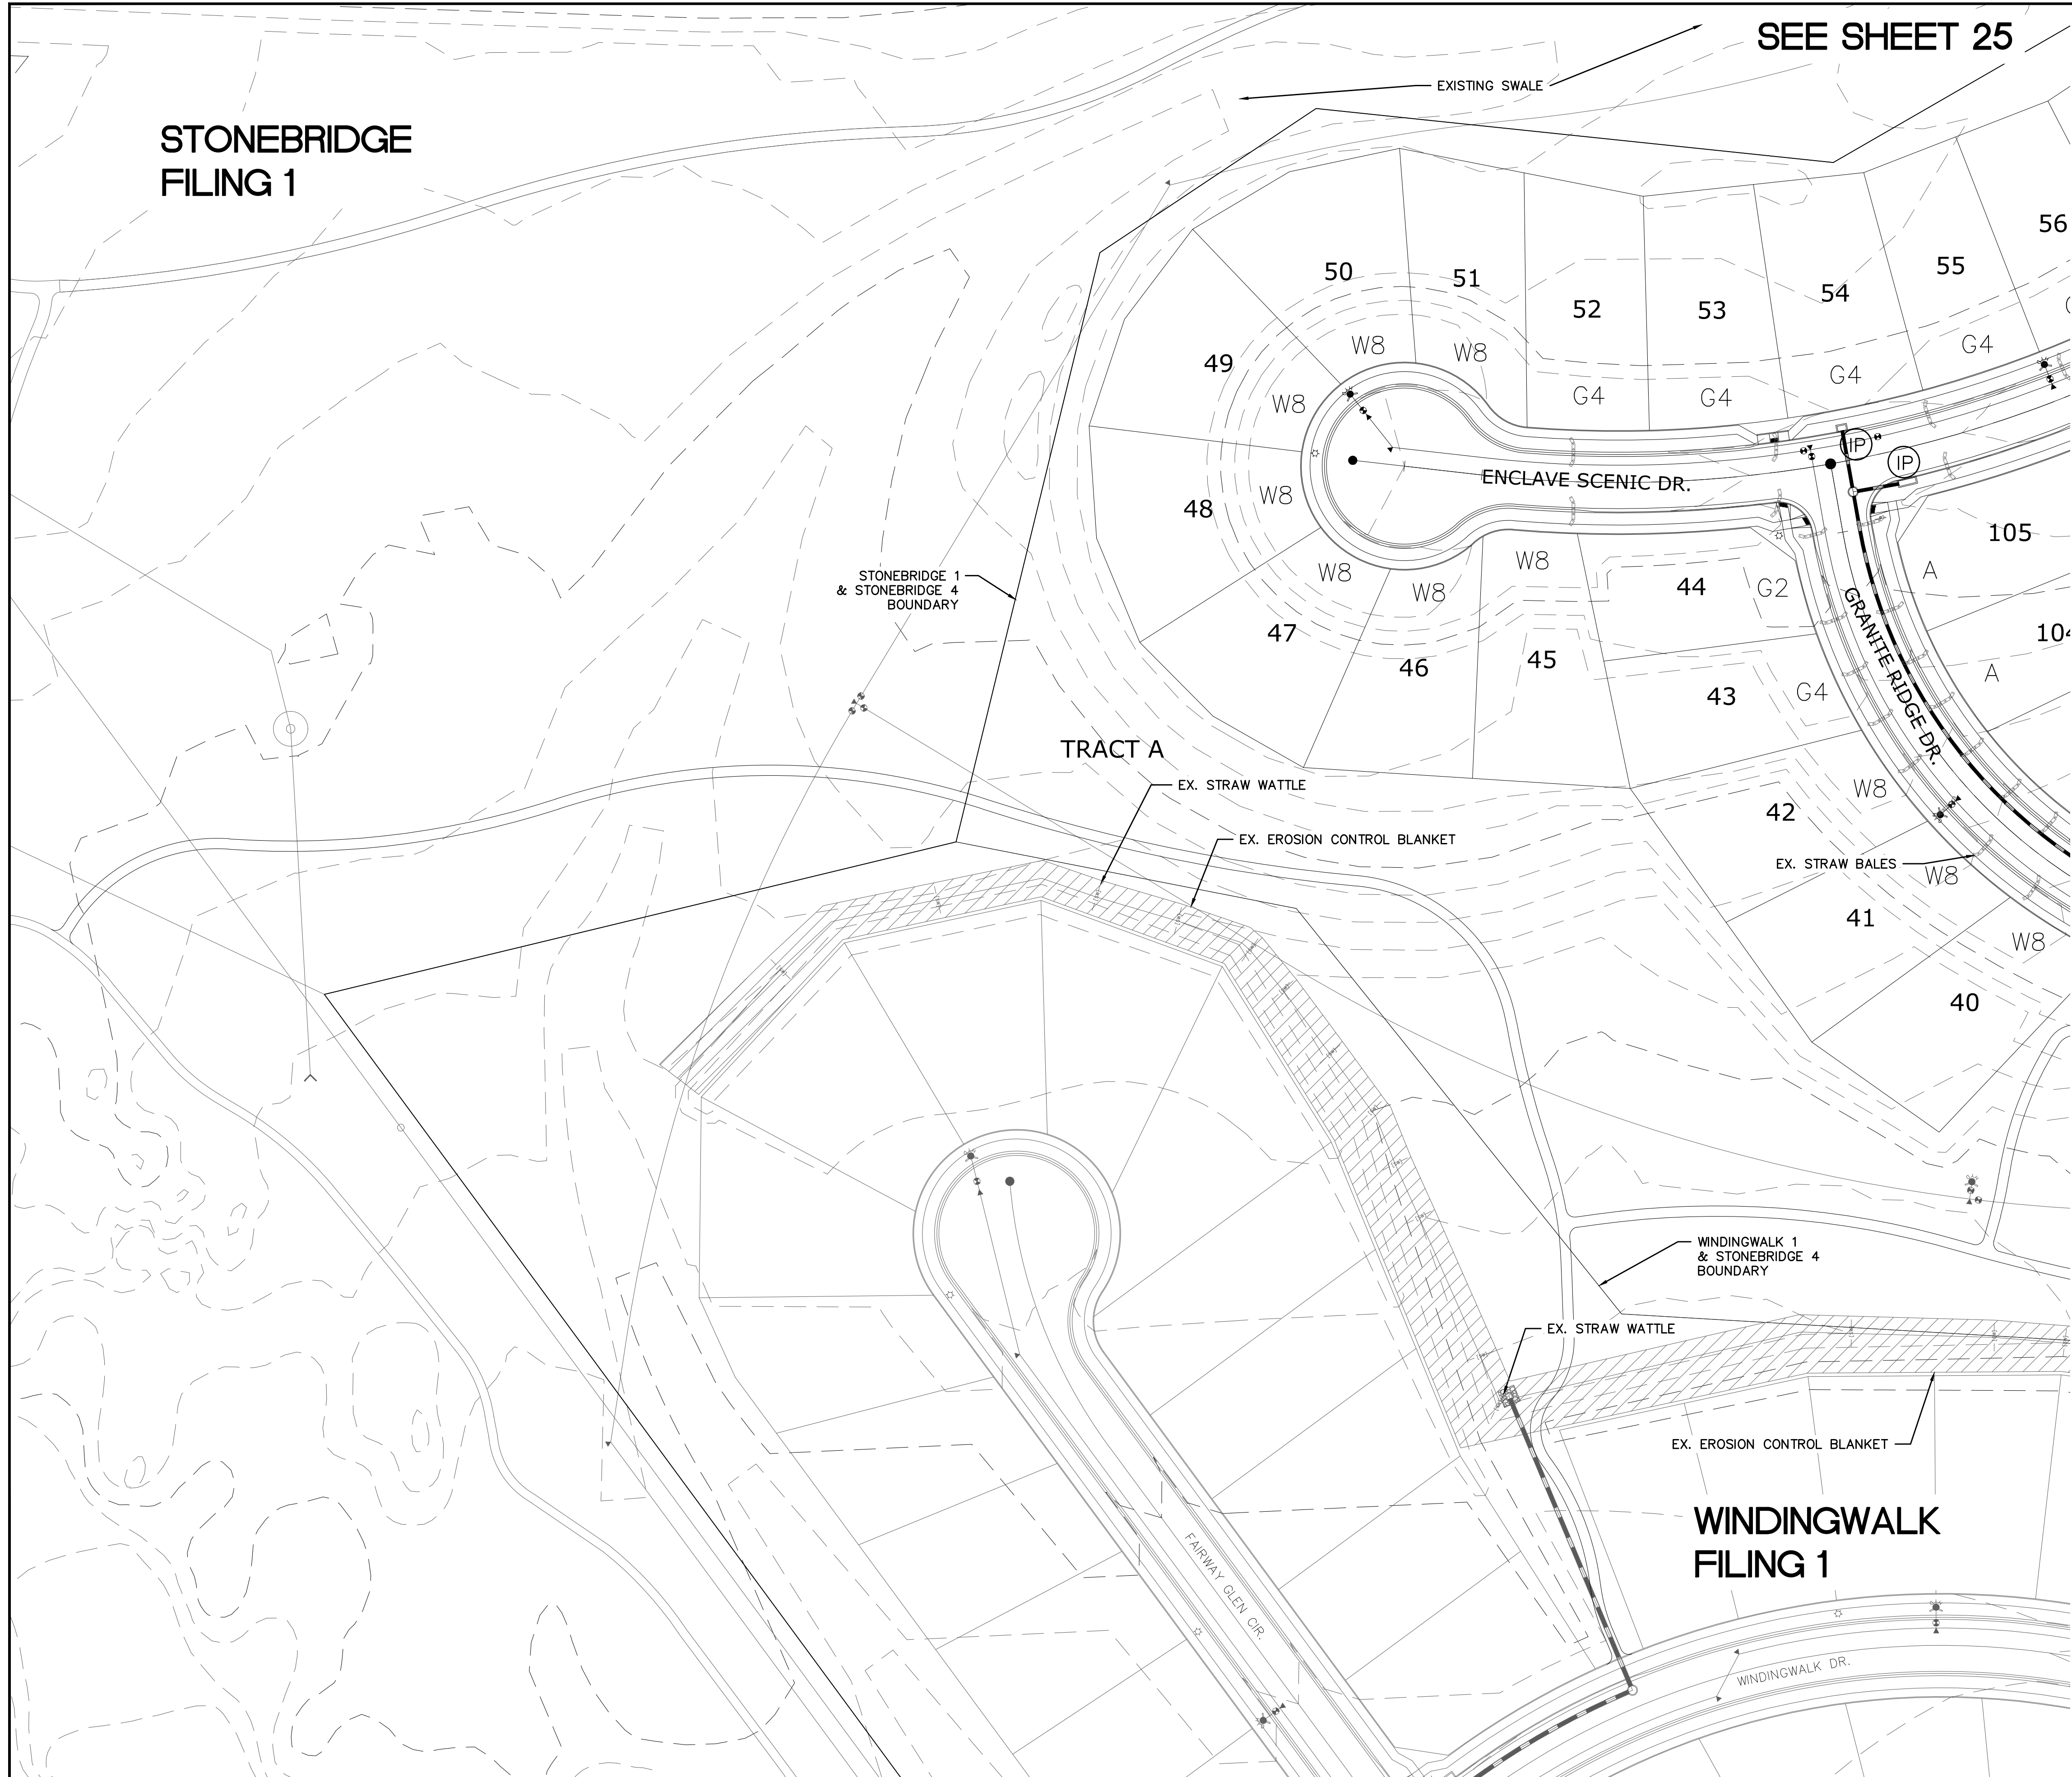 SEE SHEET 25
EXISTING SWALE
STONEBRIDGE
FILING 1
56
55
54
53
52
51
50
49
48
47
46
45
44
43
42
41
40
105
W8
W8
G4
G4
G4
G4
W8
W8
W8
W8
W8
G2
A
A
G4
W8
W8
W8
IP
IP
ENCLAVE SCENIC DR.
GRANITE RIDGE DR.
STONEBRIDGE 1
& STONEBRIDGE 4
BOUNDARY
TRACT A
EX. STRAW WATTLE
EX. EROSION CONTROL BLANKET
EX. STRAW BALES
WINDINGWALK 1
& STONEBRIDGE 4
BOUNDARY
EX. STRAW WATTLE
EX. EROSION CONTROL BLANKET
WINDINGWALK
FILING 1
FAIRWAY GLEN CIR.
WINDINGWALK DR.